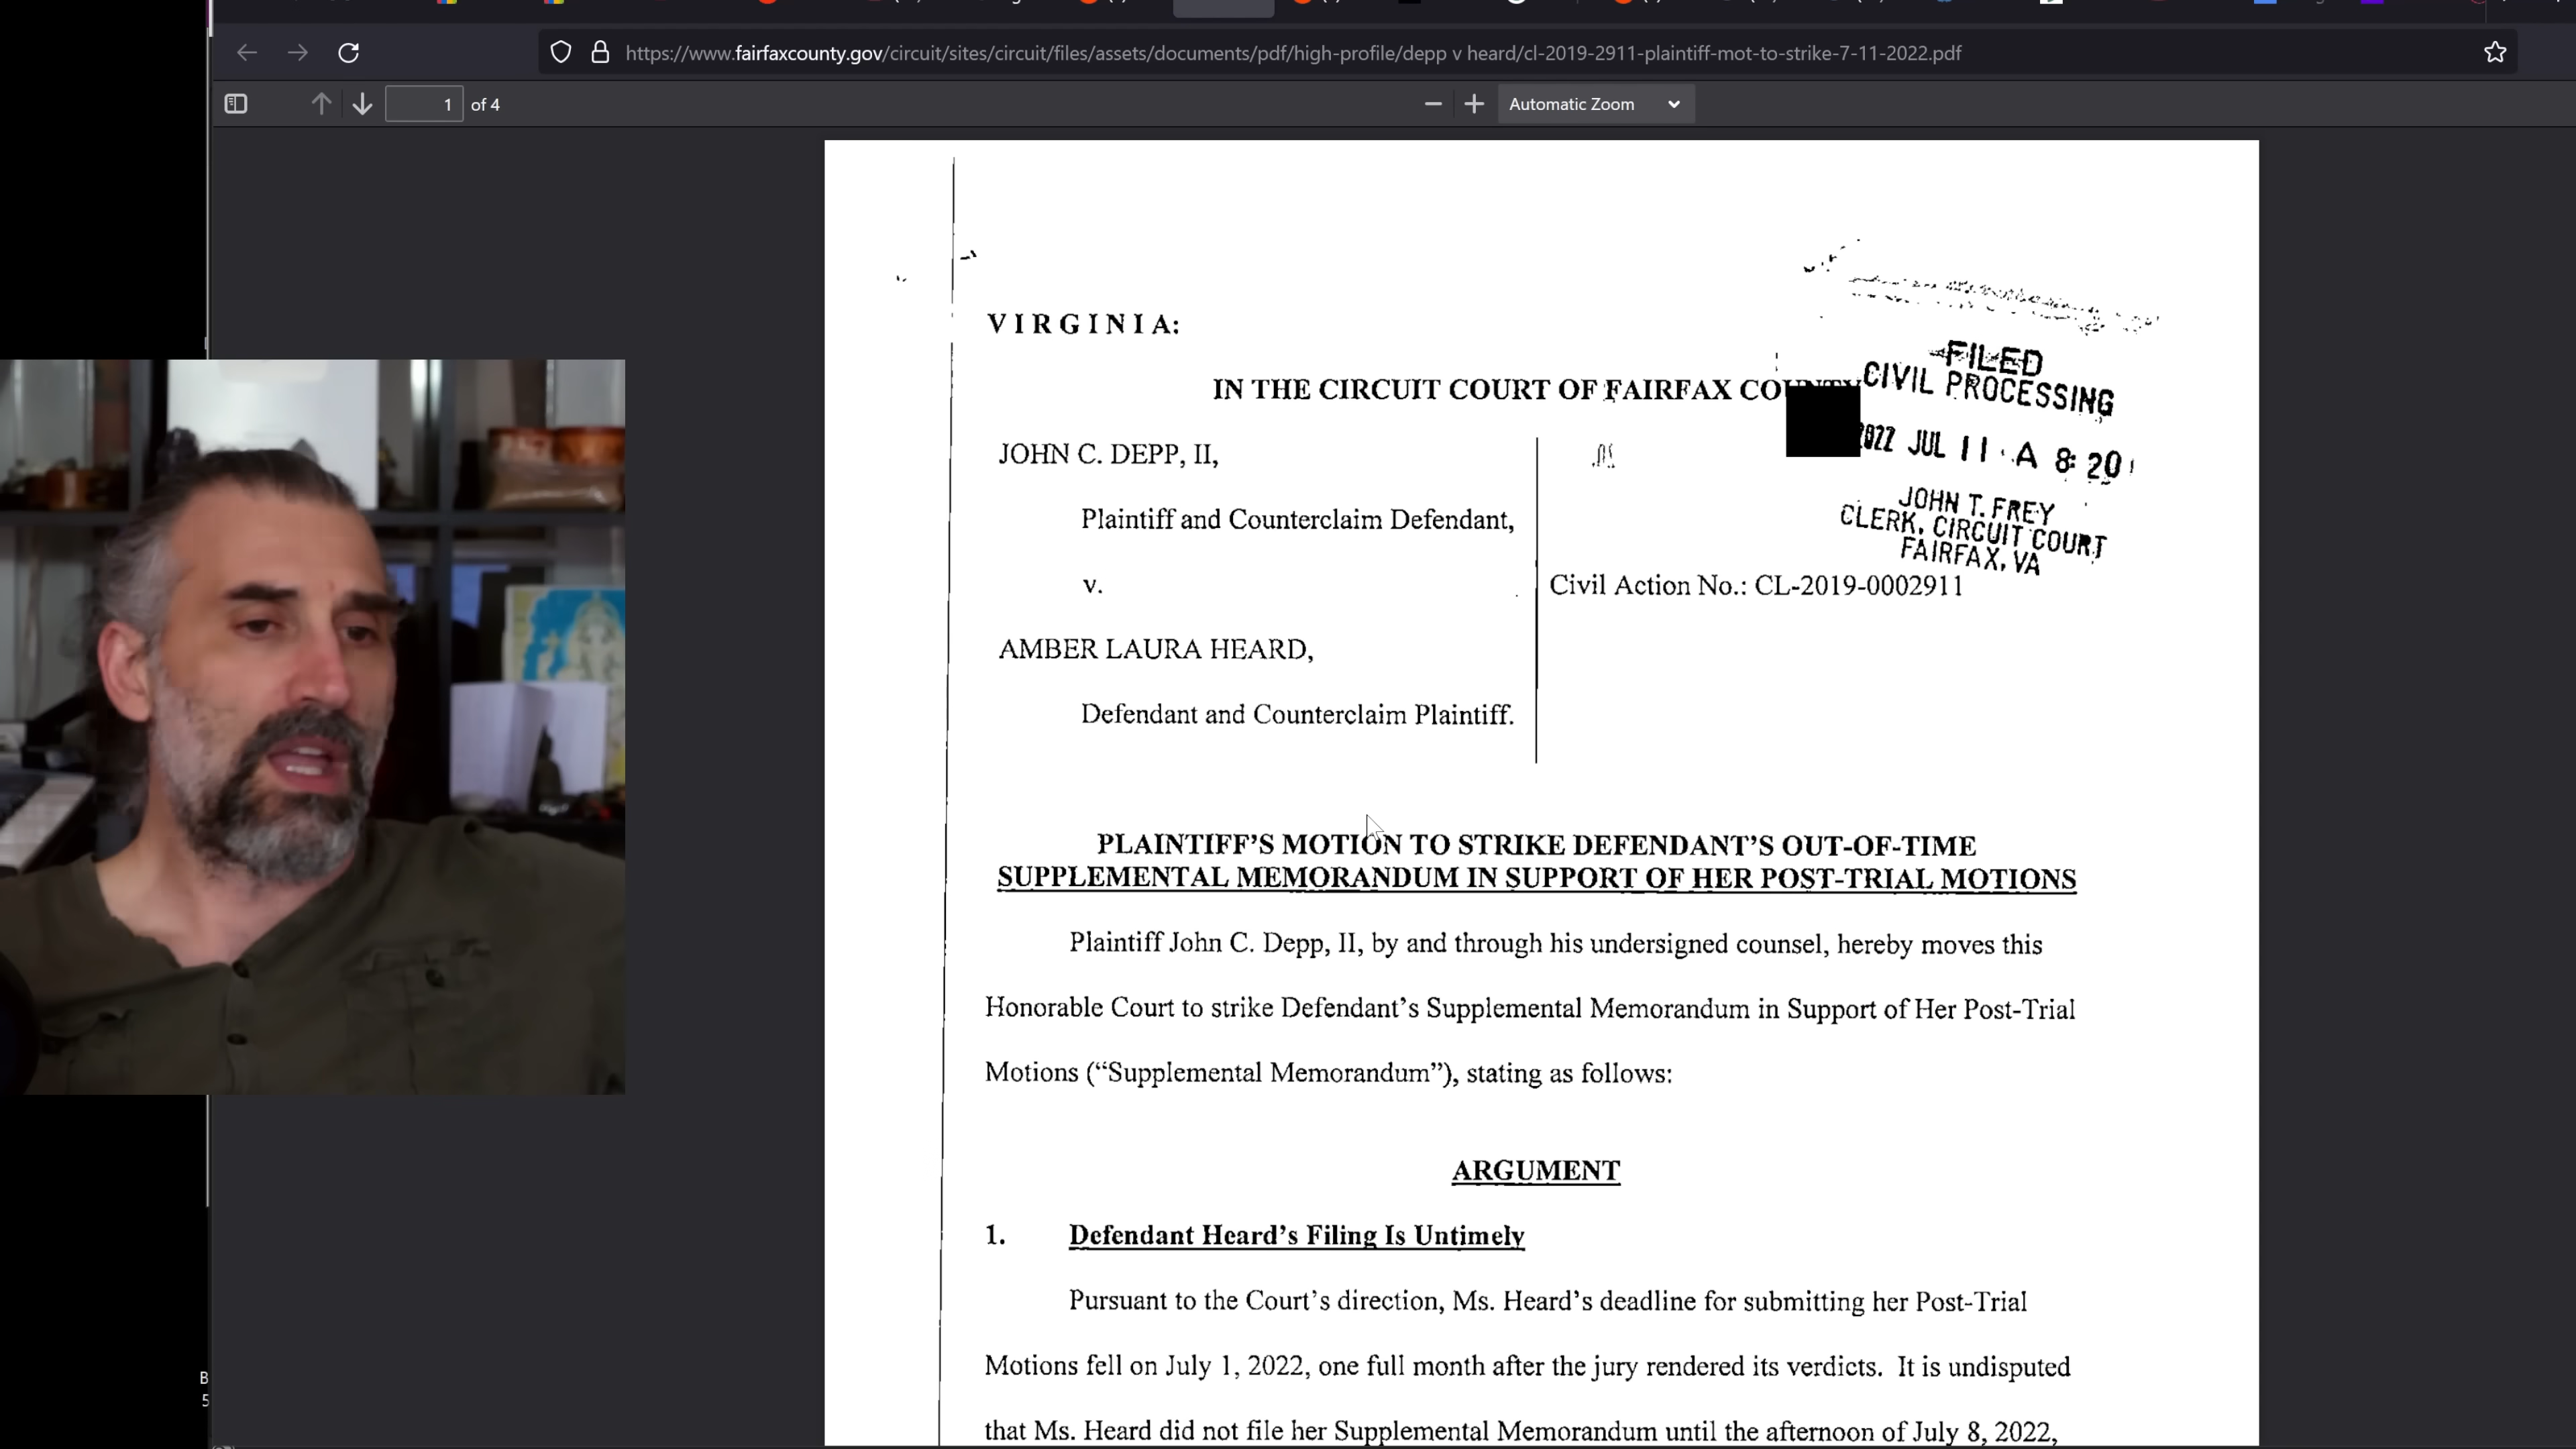 https://www.fairfaxcounty.gov/circuit/sites/circuit/files/assets/documents/pdf/high-profile/depp v heard/cl-2019-2911-plaintiff-mot-to-strike-7-11-2022.pdf
1 of 4
Automatic Zoom
VIRGINIA:
FILED
CIVIL PROCESSING
IN THE CIRCUIT COURT OF FAIRFAX COUNTY
2022 JUL 11 A 8:20
JOHN T. FREY
CLERK, CIRCUIT COURT
FAIRFAX, VA
JOHN C. DEPP, II,
Plaintiff and Counterclaim Defendant,
v.
Civil Action No.: CL-2019-0002911
AMBER LAURA HEARD,
Defendant and Counterclaim Plaintiff.
PLAINTIFF'S MOTION TO STRIKE DEFENDANT'S OUT-OF-TIME
SUPPLEMENTAL MEMORANDUM IN SUPPORT OF HER POST-TRIAL MOTIONS
Plaintiff John C. Depp, II, by and through his undersigned counsel, hereby moves this
Honorable Court to strike Defendant's Supplemental Memorandum in Support of Her Post-Trial
Motions ("Supplemental Memorandum"), stating as follows:
ARGUMENT
1. Defendant Heard's Filing Is Untimely
Pursuant to the Court's direction, Ms. Heard's deadline for submitting her Post-Trial
Motions fell on July 1, 2022, one full month after the jury rendered its verdicts. It is undisputed
that Ms. Heard did not file her Supplemental Memorandum until the afternoon of July 8, 2022,
B
5